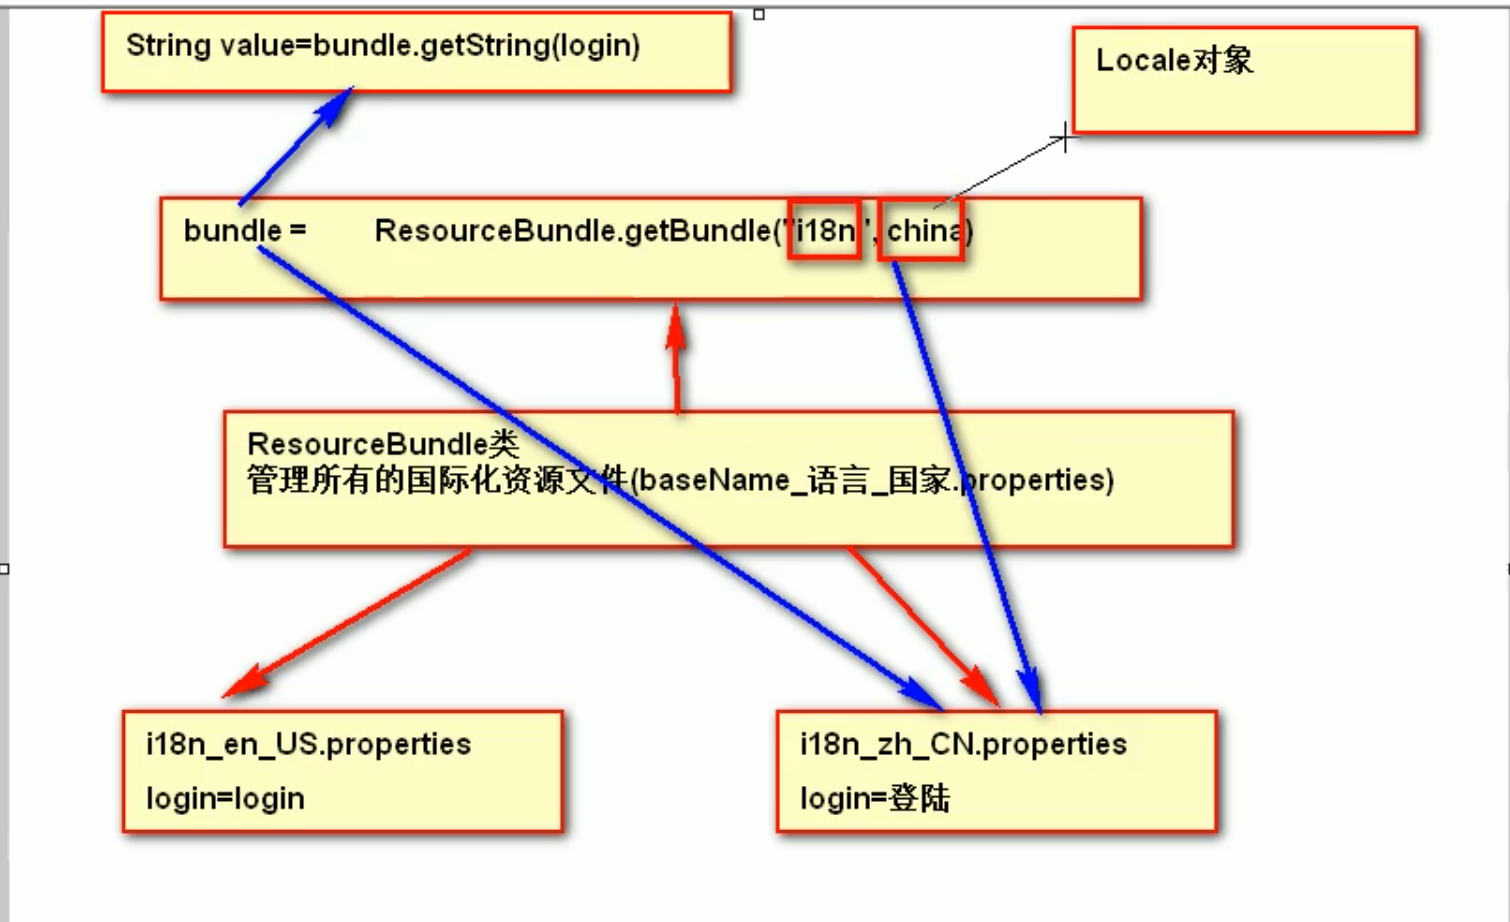 String value=bundle.getString(login)
Locale对象
bundle = ResourceBundle.getBundle("i18n", china)
ResourceBundle类
管理所有的国际化资源文件(baseName_语言_国家.properties)
i18n_en_US.properties
login=login
i18n_zh_CN.properties
login=登陆